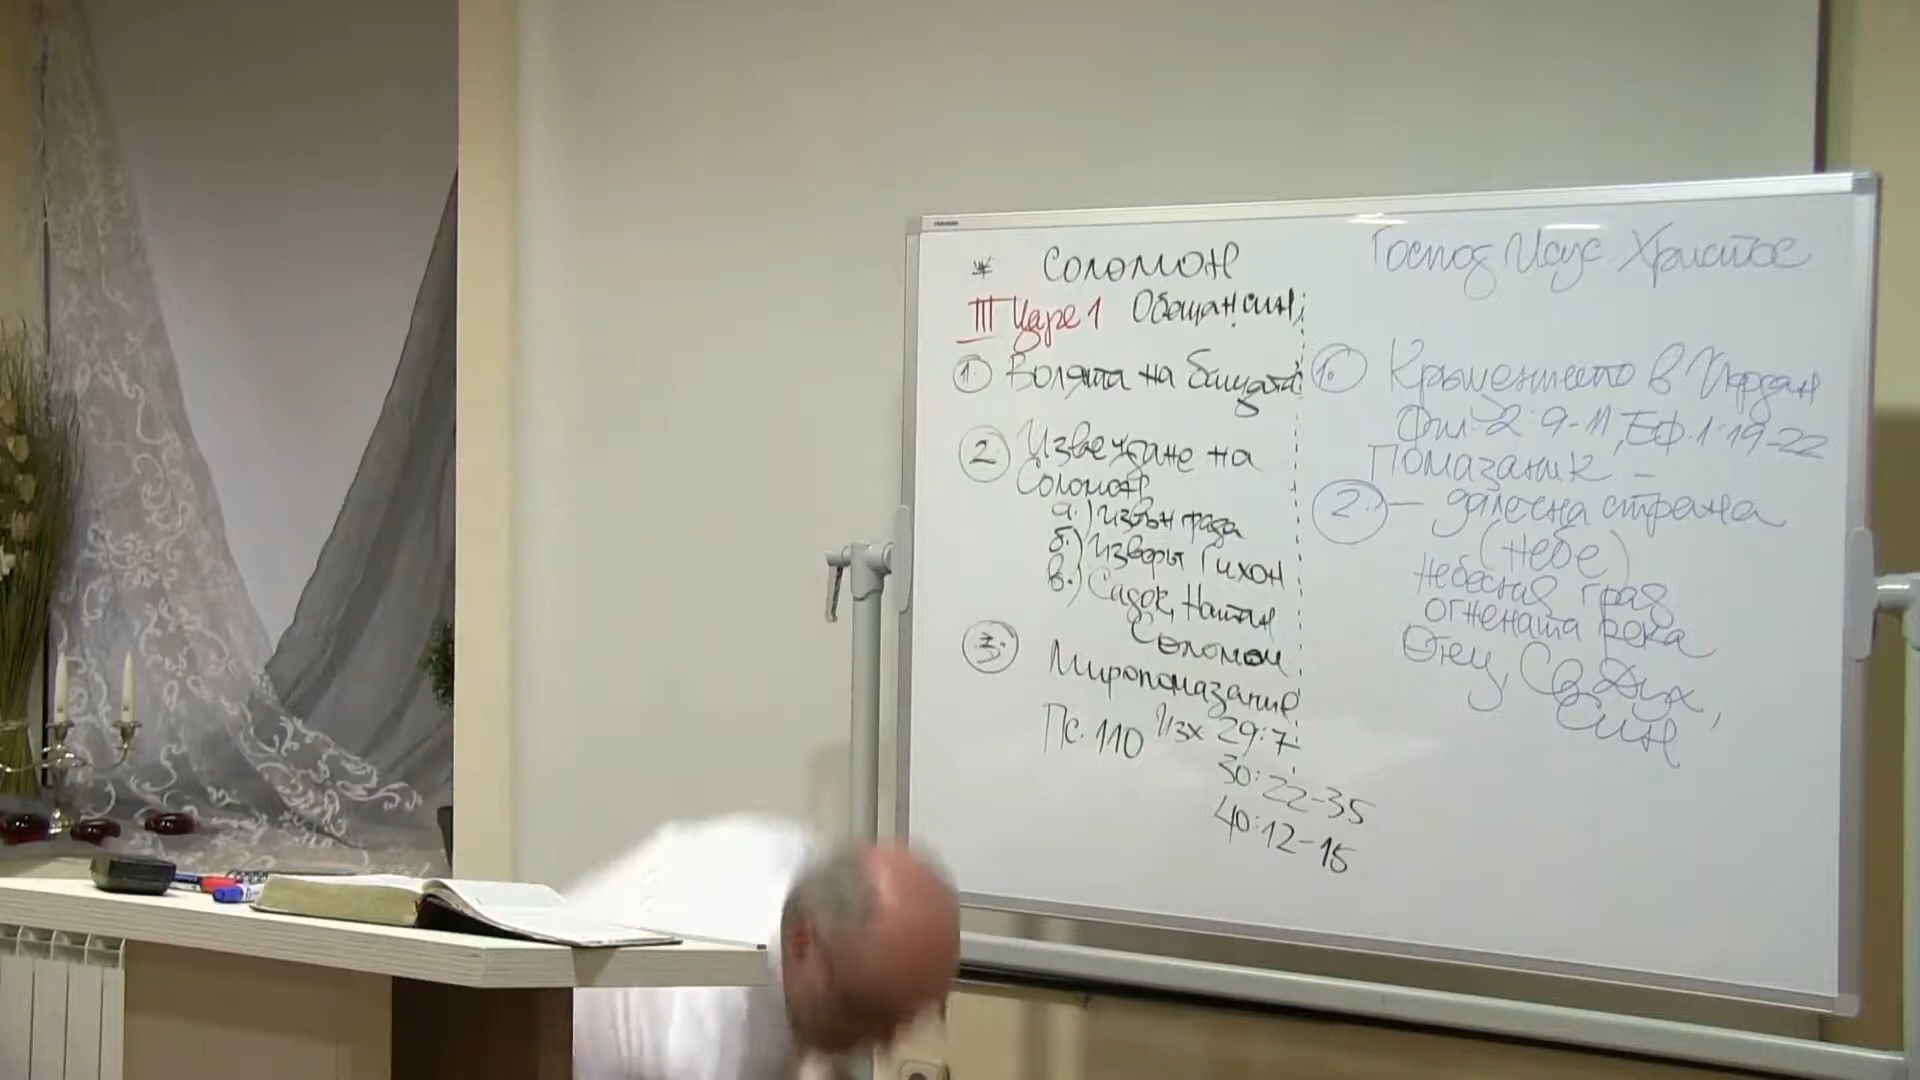 * Соломон
III Царе 1 Обещан син
1. Волята на бащата
2. Извеждане на
Соломон
а.) извън града
б.) Извора Гихон
в.) Садок, Натан
Соломон
3. Миропомазание
Пс. 110 Изх 29:7
30:22-35
40:12-15
Господ Исус Христос
1. Кръщението в Йордан
Фил. 2:9-11, Еф. 1:19-22
Помазаник -
2. - далечна страна
(небе)
небесния град
огнената река
Отец, Св. Дух,
Син